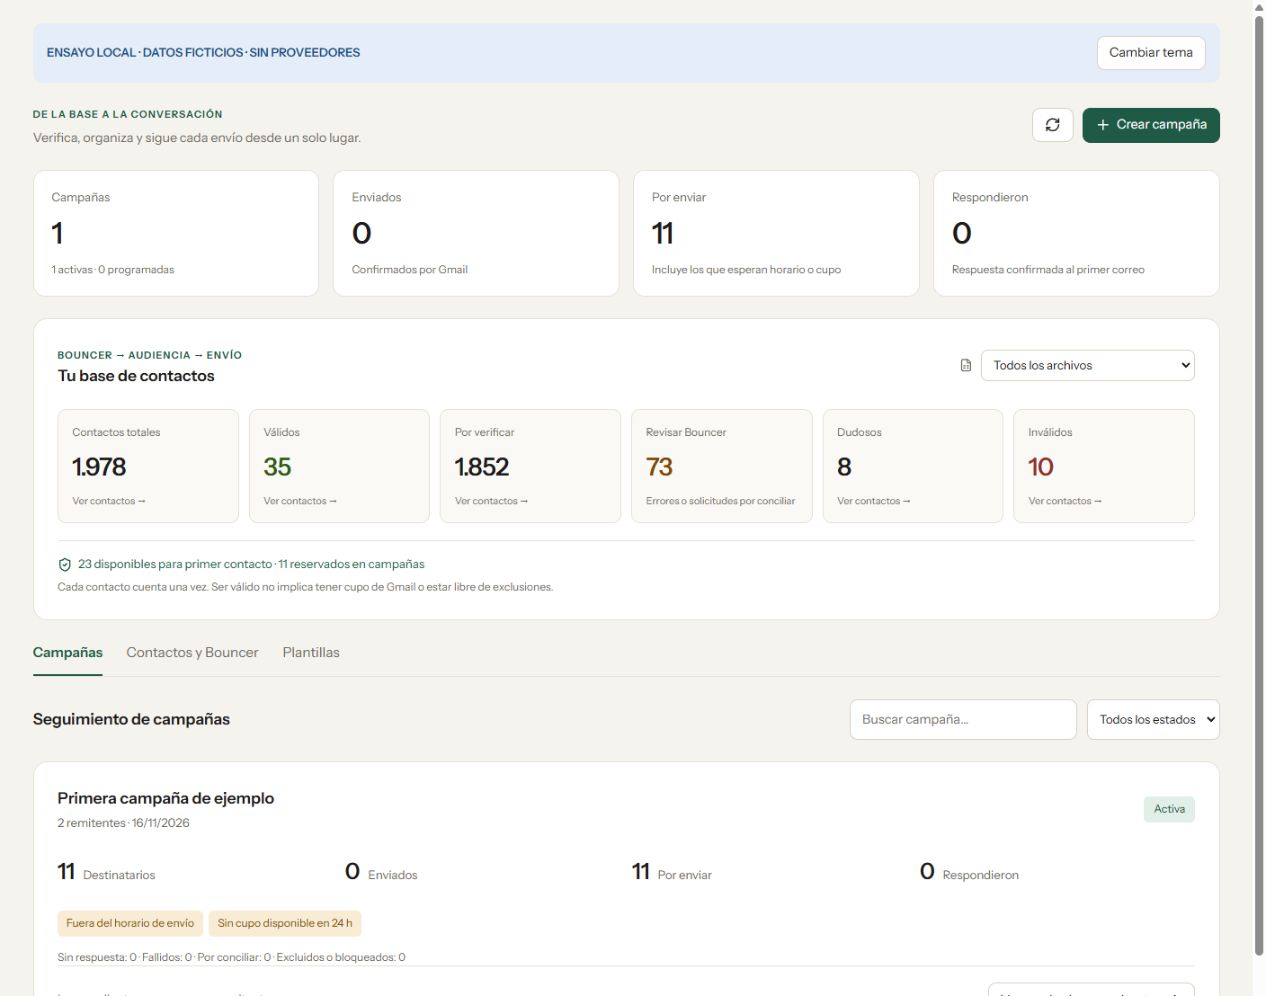 ENSAYO LOCAL · DATOS FICTICIOS · SIN PROVEEDORES
Cambiar tema
DE LA BASE A LA CONVERSACIÓN
Verifica, organiza y sigue cada envío desde un solo lugar.
Crear campaña
Campañas
1
1 activas · 0 programadas
Enviados
0
Confirmados por Gmail
Por enviar
11
Incluye los que esperan horario o cupo
Respondieron
0
Respuesta confirmada al primer correo
BOUNCER → AUDIENCIA → ENVÍO
Tu base de contactos
Todos los archivos
Contactos totales
1.978
Ver contactos →
Válidos
35
Ver contactos →
Por verificar
1.852
Ver contactos →
Revisar Bouncer
73
Errores o solicitudes por conciliar
Dudosos
8
Ver contactos →
Inválidos
10
Ver contactos →
23 disponibles para primer contacto · 11 reservados en campañas
Cada contacto cuenta una vez. Ser válido no implica tener cupo de Gmail o estar libre de exclusiones.
Campañas
Contactos y Bouncer
Plantillas
Seguimiento de campañas
Buscar campaña...
Todos los estados
Primera campaña de ejemplo
2 remitentes · 16/11/2026
Activa
11 Destinatarios
0 Enviados
11 Por enviar
0 Respondieron
Fuera del horario de envío
Sin cupo disponible en 24 h
Sin respuesta: 0 · Fallidos: 0 · Por conciliar: 0 · Excluidos o bloqueados: 0